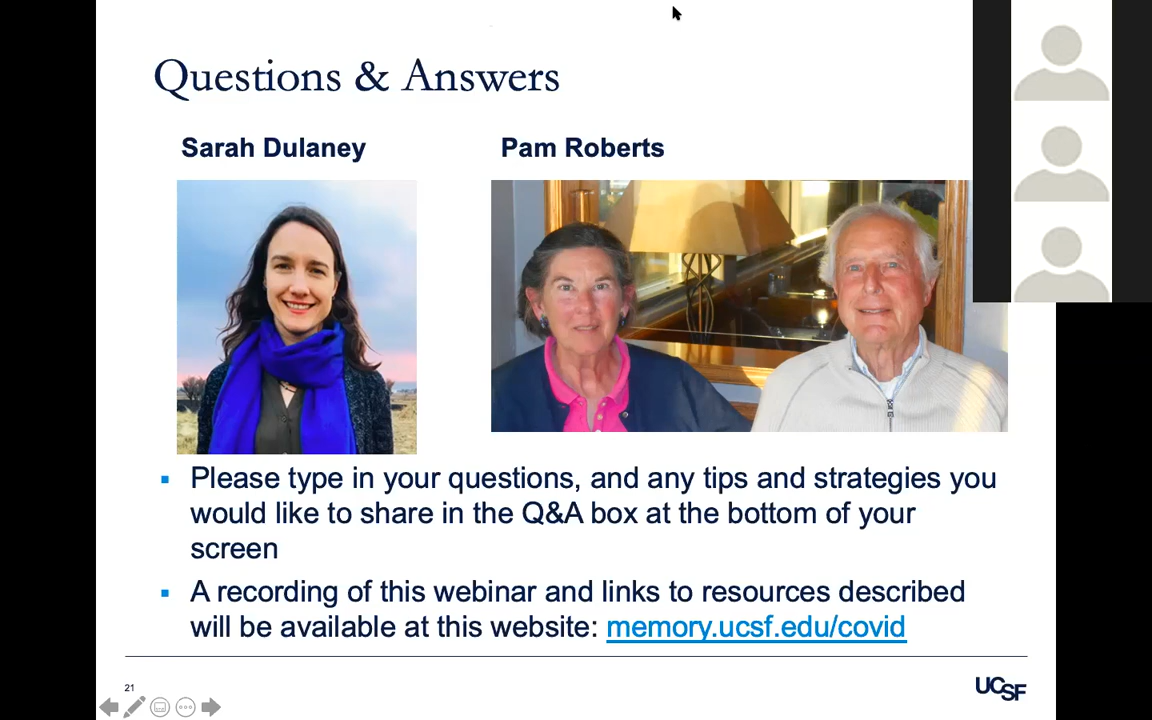 Questions & Answers
Sarah Dulaney
Pam Roberts
Please type in your questions, and any tips and strategies you
would like to share in the Q&A box at the bottom of your
screen
A recording of this webinar and links to resources described
will be available at this website: memory.ucsf.edu/covid
21
UCSF